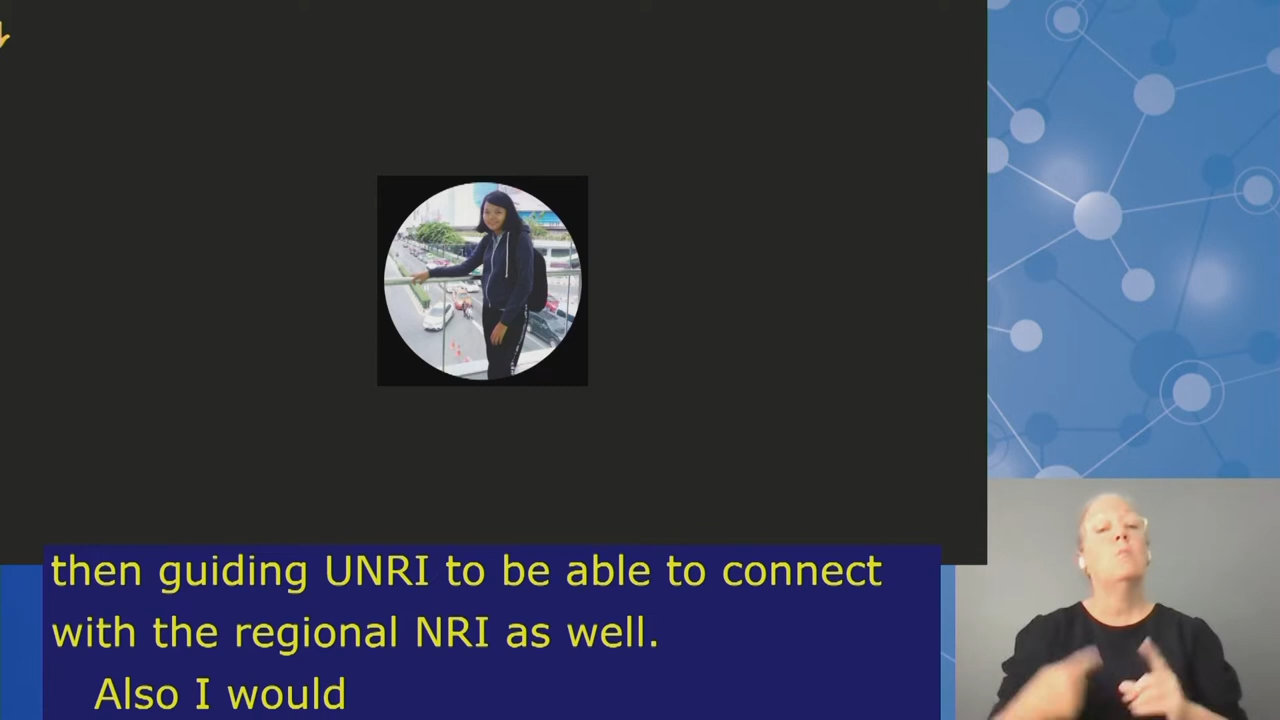 then guiding UNRI to be able to connect
with the regional NRI as well.
Also I would